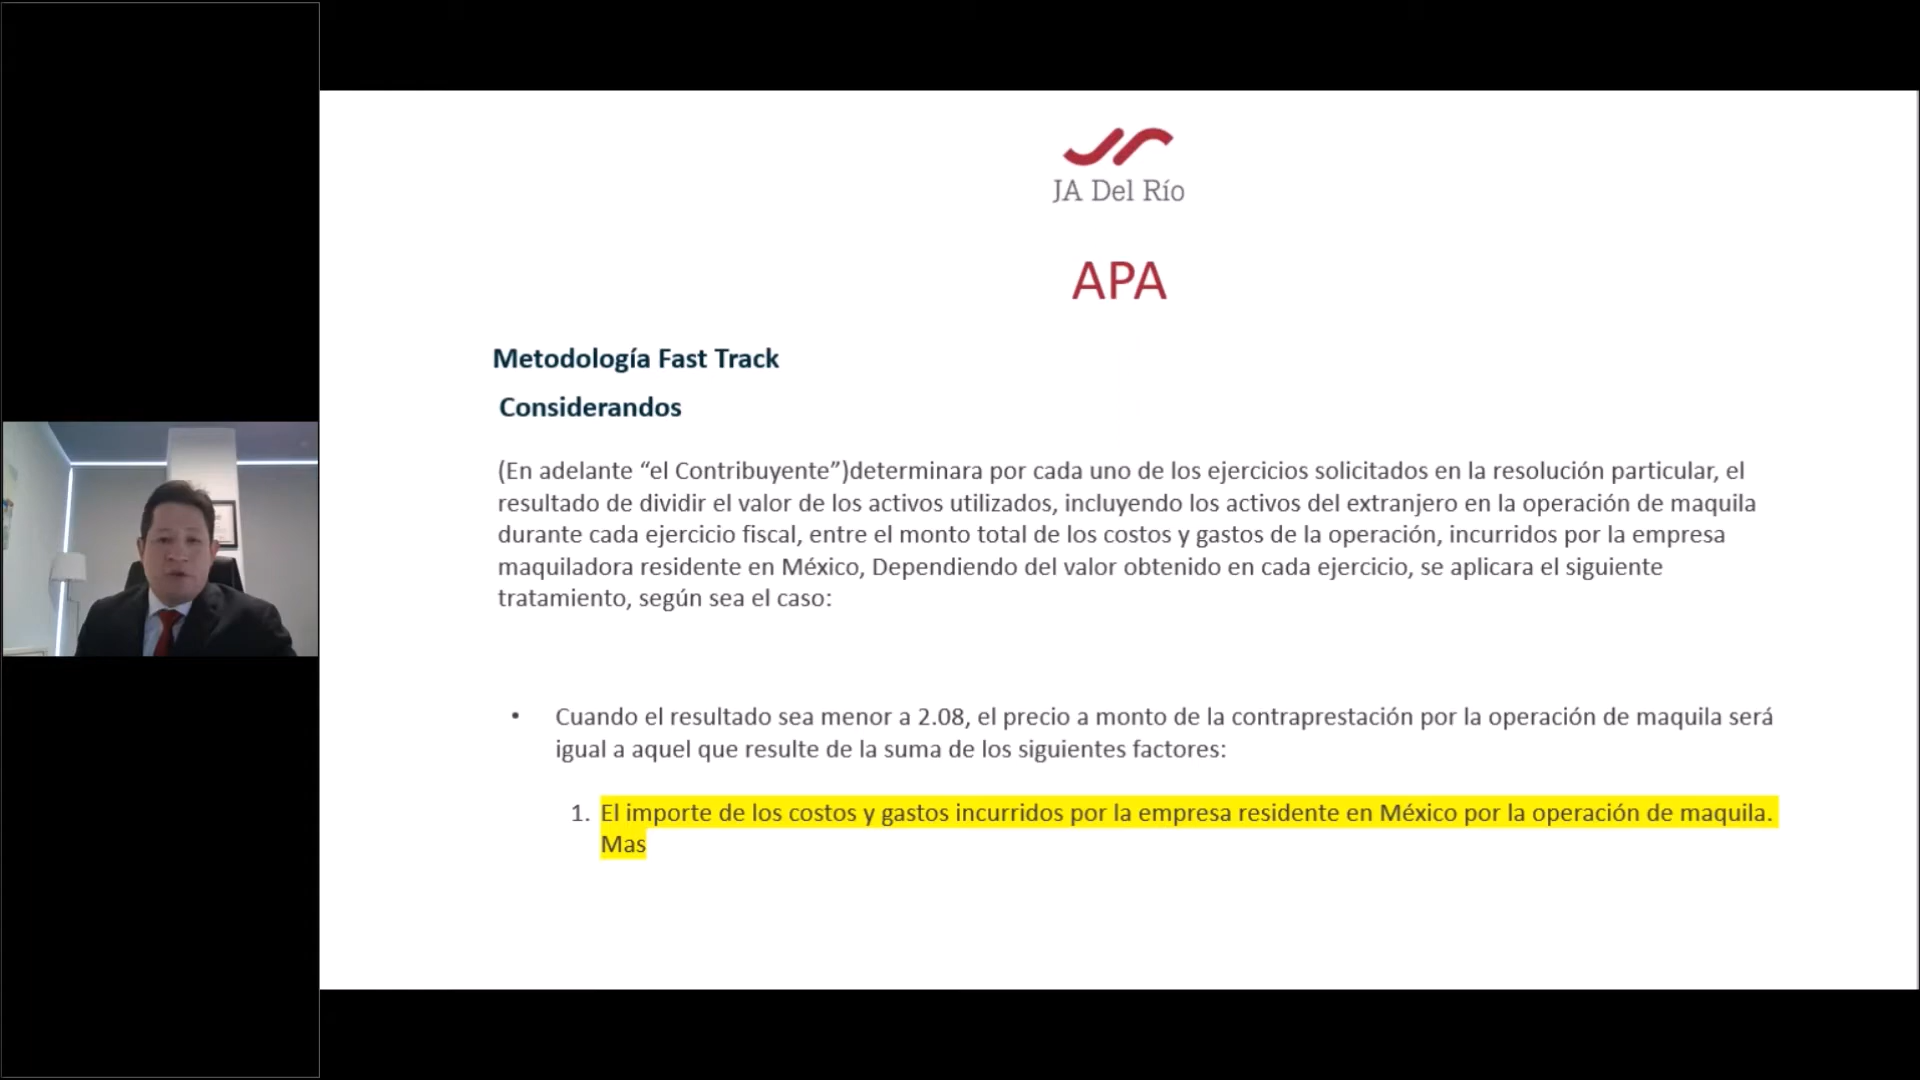 JA Del Río
APA
Metodología Fast Track
Considerandos
(En adelante “el Contribuyente”)determinara por cada uno de los ejercicios solicitados en la resolución particular, el
resultado de dividir el valor de los activos utilizados, incluyendo los activos del extranjero en la operación de maquila
durante cada ejercicio fiscal, entre el monto total de los costos y gastos de la operación, incurridos por la empresa
maquiladora residente en México, Dependiendo del valor obtenido en cada ejercicio, se aplicara el siguiente
tratamiento, según sea el caso:
• Cuando el resultado sea menor a 2.08, el precio a monto de la contraprestación por la operación de maquila será
igual a aquel que resulte de la suma de los siguientes factores:
1. El importe de los costos y gastos incurridos por la empresa residente en México por la operación de maquila.
Mas